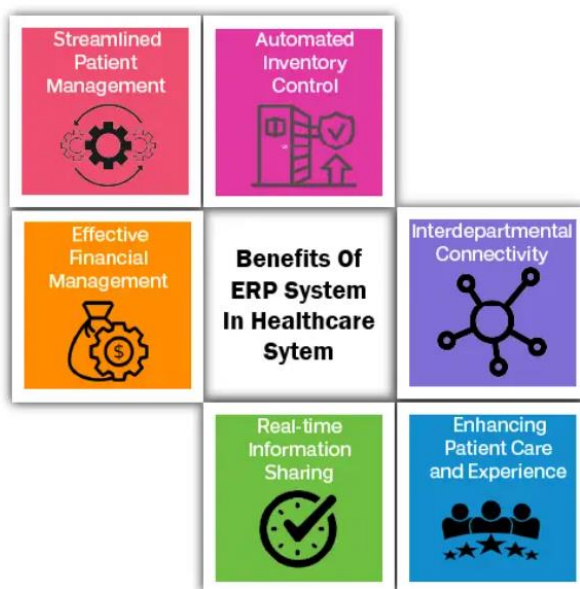 Streamlined
Patient
Management
Automated
Inventory
Control
Effective
Financial
Management
$
Benefits Of
ERP System
In Healthcare
Sytem
Interdepartmental
Connectivity
Real-time
Information
Sharing
Enhancing
Patient Care
and Experience